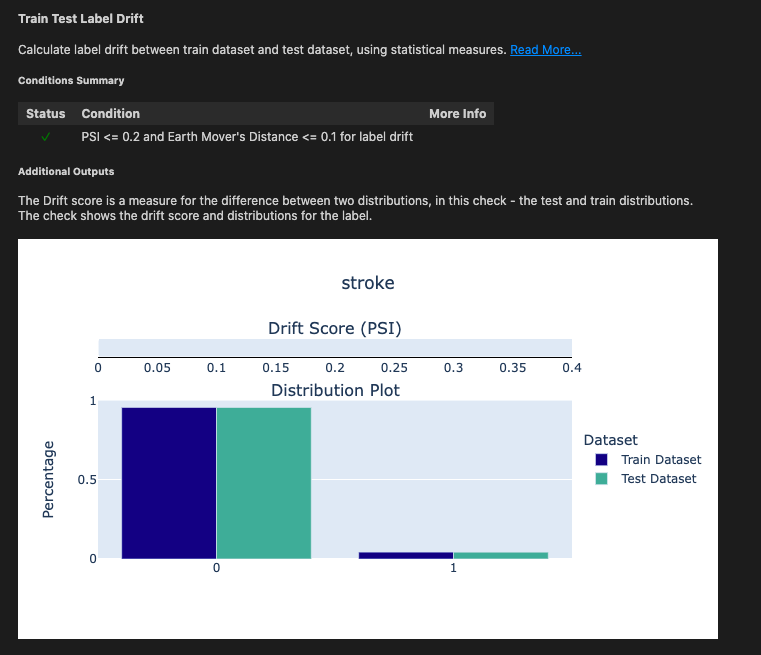 Train Test Label Drift
Calculate label drift between train dataset and test dataset, using statistical measures. Read More...
Conditions Summary
Status Condition More Info
✓ PSI <= 0.2 and Earth Mover's Distance <= 0.1 for label drift
Additional Outputs
The Drift score is a measure for the difference between two distributions, in this check - the test and train distributions.
The check shows the drift score and distributions for the label.
stroke
Drift Score (PSI)
0 0.05 0.1 0.15 0.2 0.25 0.3 0.35 0.4
Distribution Plot
1
0.5
0
Percentage
0 1
Dataset
Train Dataset
Test Dataset